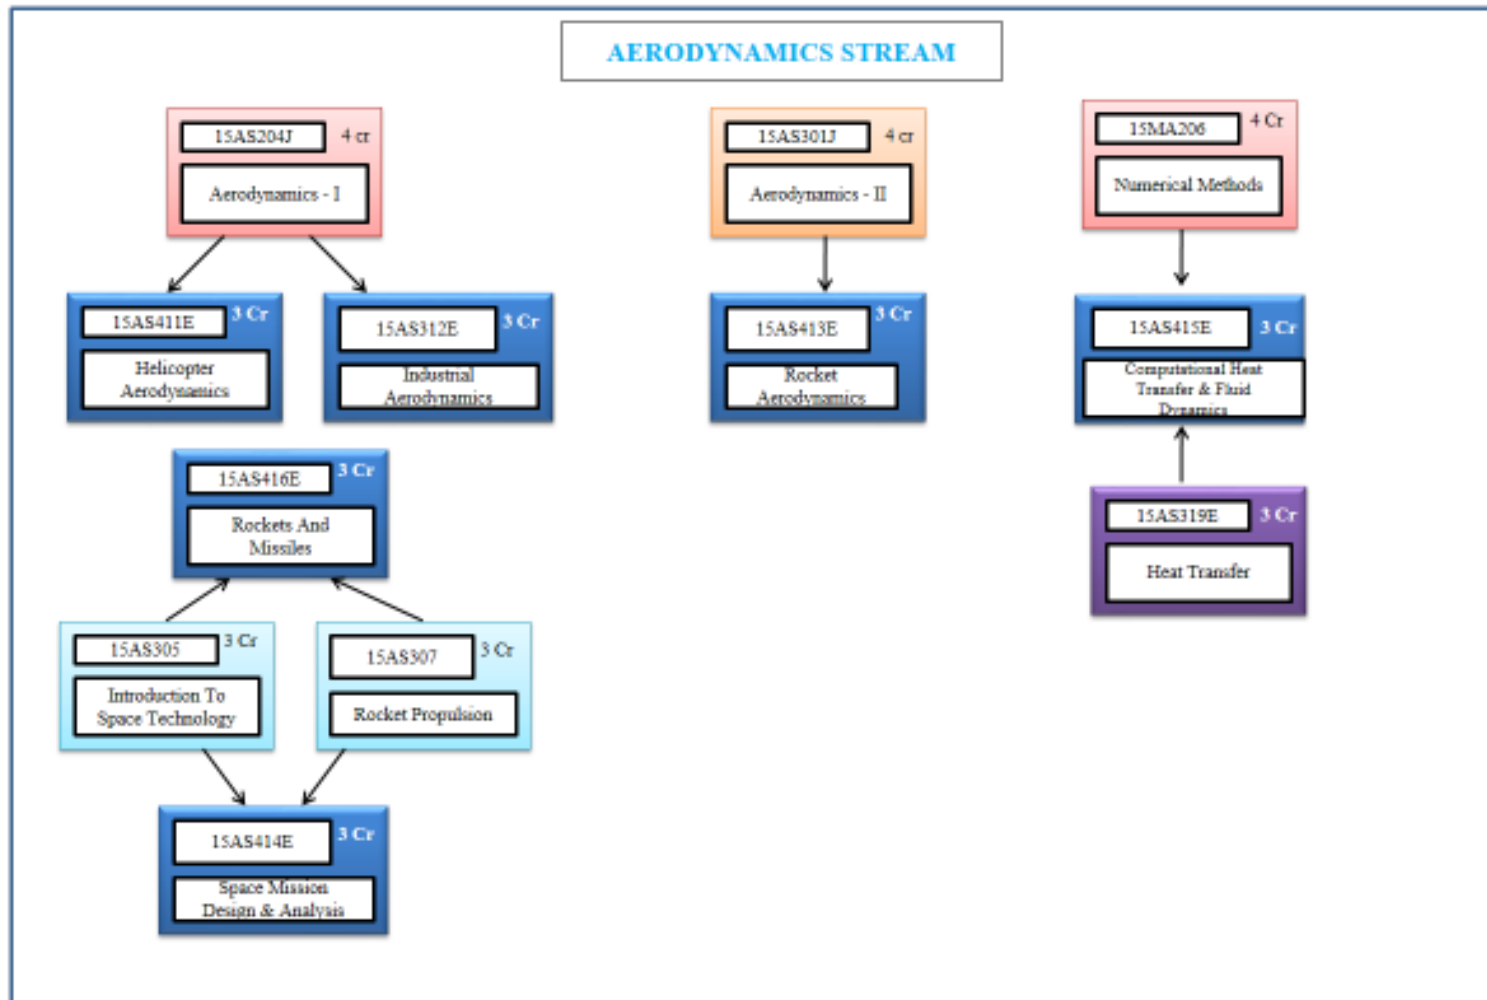 AERODYNAMICS STREAM
15AS204J 4 cr
Aerodynamics - I
15AS301J 4 cr
Aerodynamics - II
15MA206 4 Cr
Numerical Methods
15AS411E 3 Cr
Helicopter
Aerodynamics
15AS312E 3 Cr
Industrial
Aerodynamics
15AS413E 3 Cr
Rocket
Aerodynamics
15AS415E 3 Cr
Computational Heat
Transfer & Fluid
Dynamics
15AS416E 3 Cr
Rockets And
Missiles
15AS319E 3 Cr
Heat Transfer
15AS305 3 Cr
Introduction To
Space Technology
15AS307 3 Cr
Rocket Propulsion
15AS414E 3 Cr
Space Mission
Design & Analysis